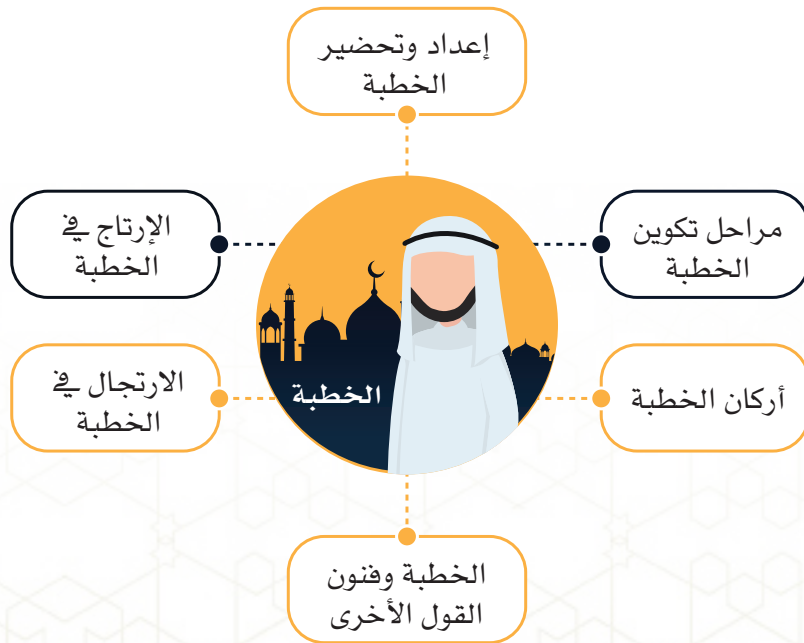 إعداد وتحضير
الخطبة
مراحل تكوين
الخطبة
الإرتاج في
الخطبة
أركان الخطبة
الارتجال في
الخطبة
الخطبة
الخطبة وفنون
القول الأخرى